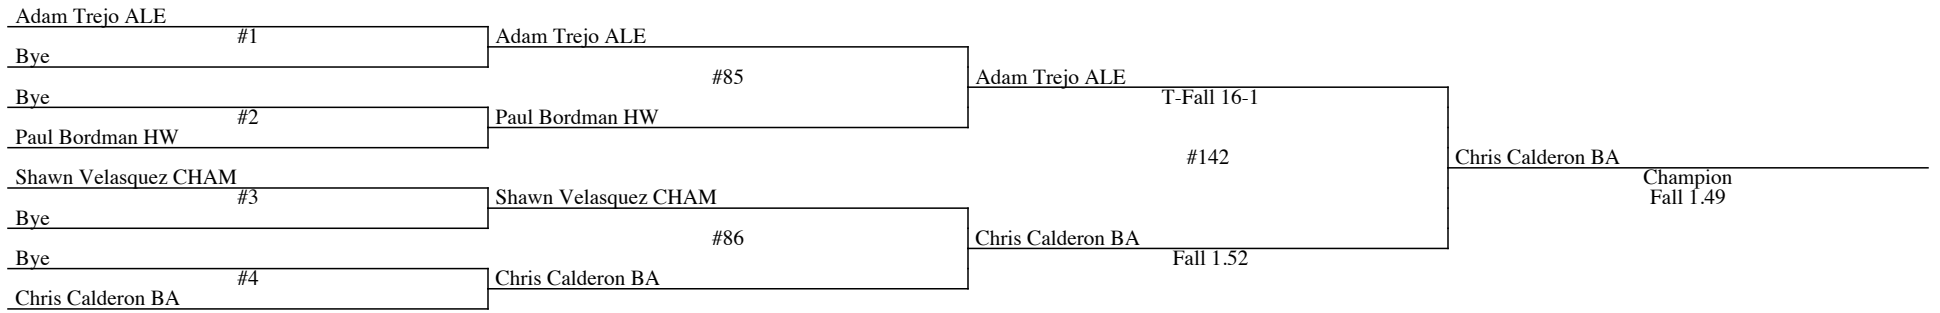 Adam Trejo ALE
#1
Bye
Adam Trejo ALE
#85
Bye
#2
Paul Bordman HW
Paul Bordman HW
Adam Trejo ALE
T-Fall 16-1
#142
Shawn Velasquez CHAM
#3
Bye
Shawn Velasquez CHAM
#86
Bye
#4
Chris Calderon BA
Chris Calderon BA
Chris Calderon BA
Fall 1.52
Chris Calderon BA
Champion
Fall 1.49